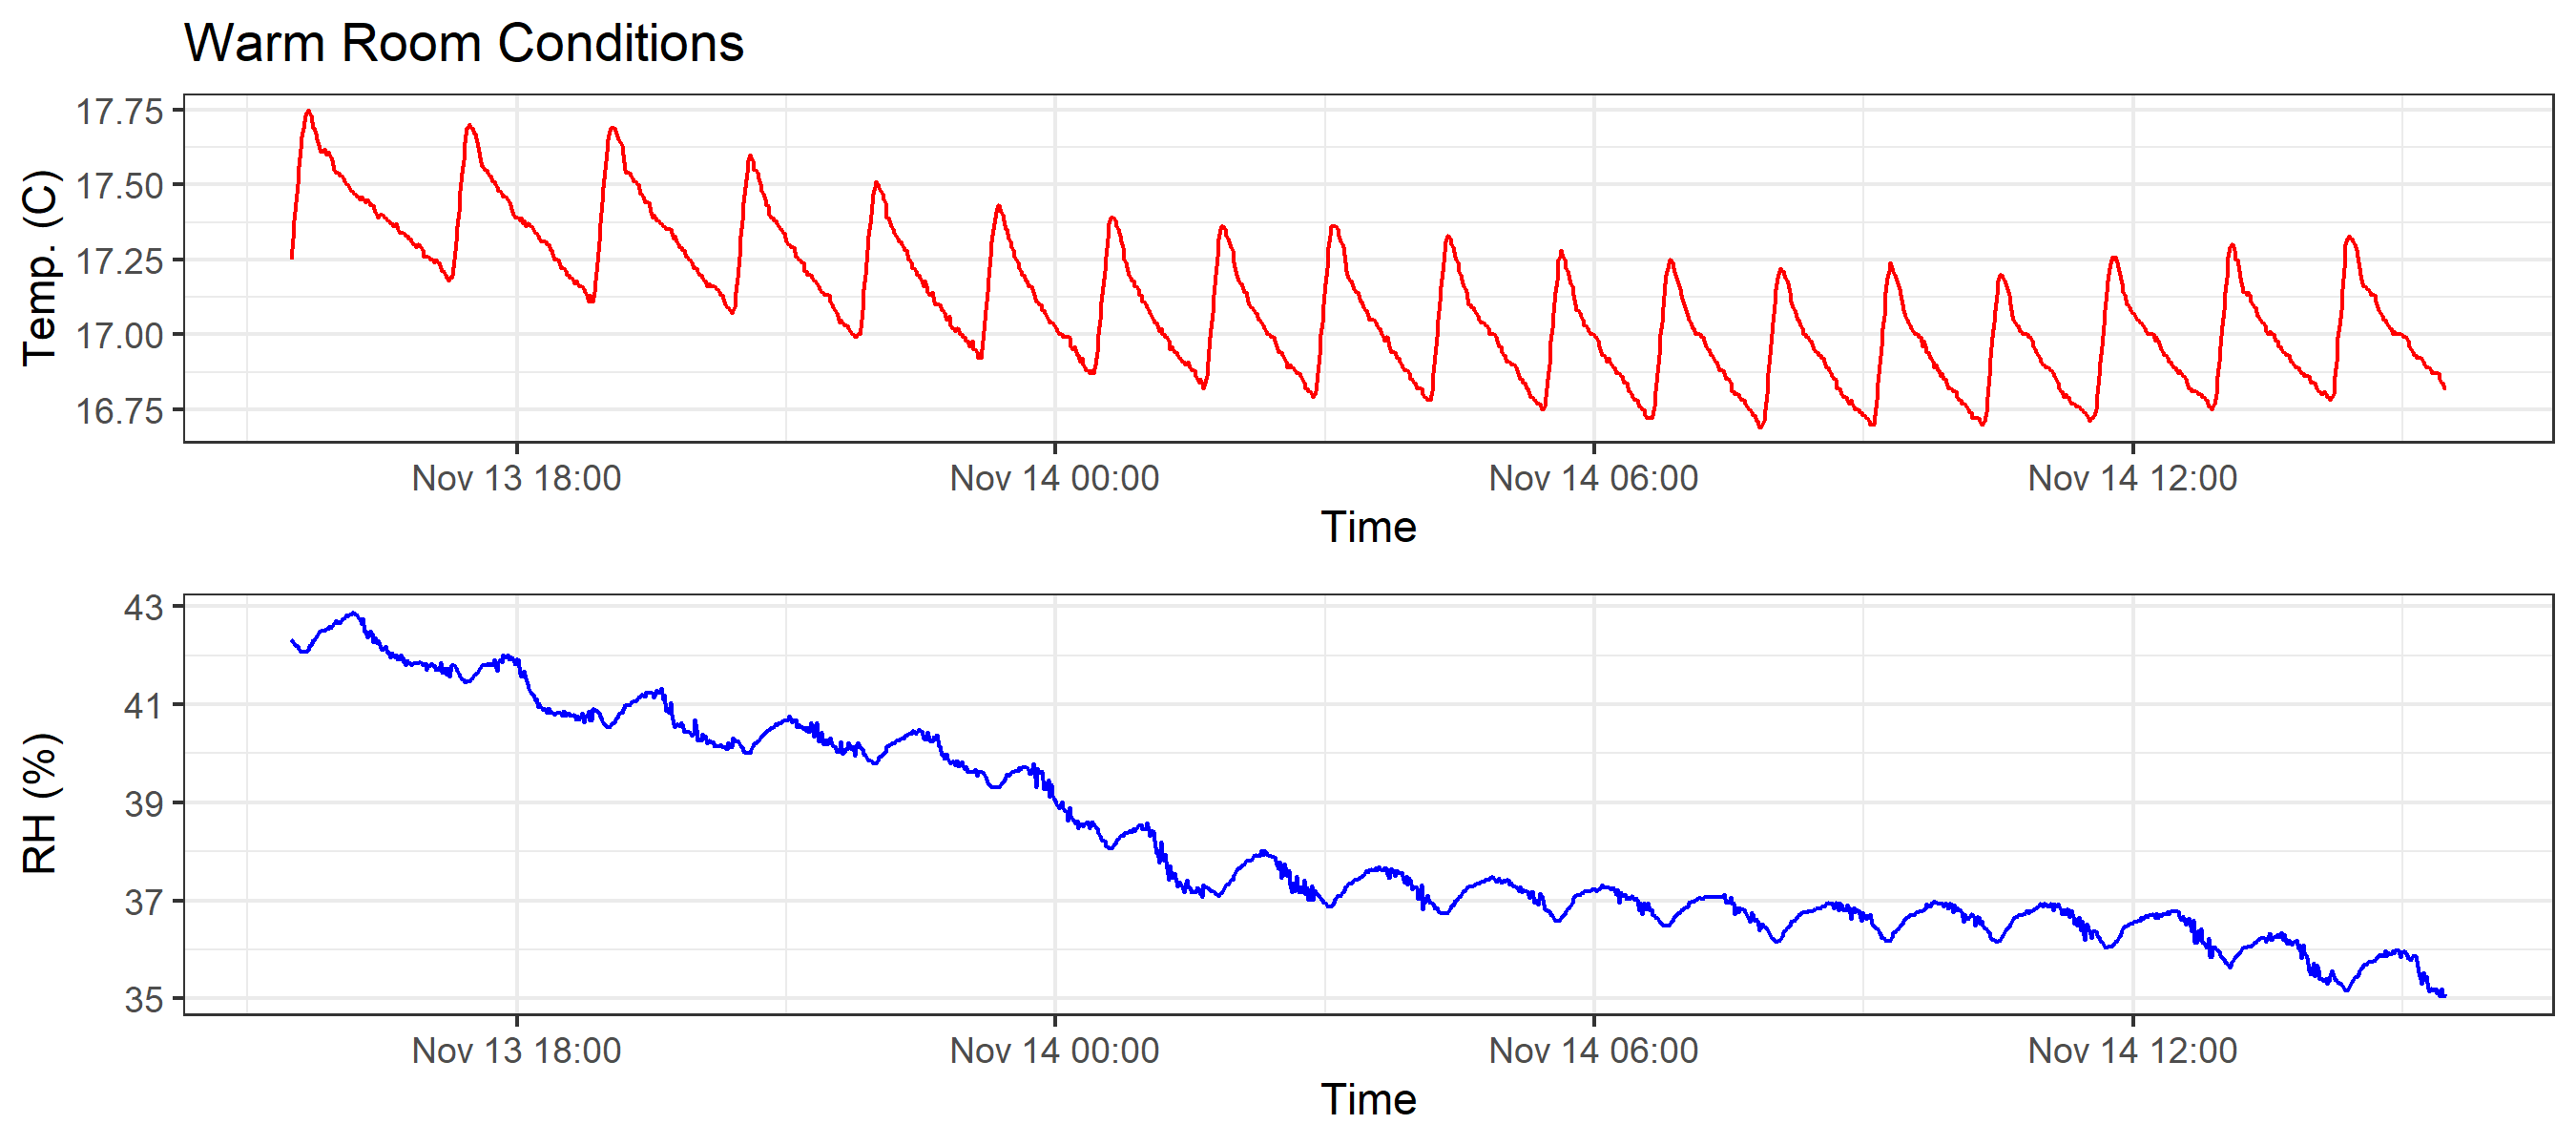 Warm Room Conditions
Temp. (C)
17.75
17.50
17.25
17.00
16.75
Nov 13 18:00 Nov 14 00:00 Nov 14 06:00 Nov 14 12:00
Time
RH (%)
43
41
39
37
35
Nov 13 18:00 Nov 14 00:00 Nov 14 06:00 Nov 14 12:00
Time